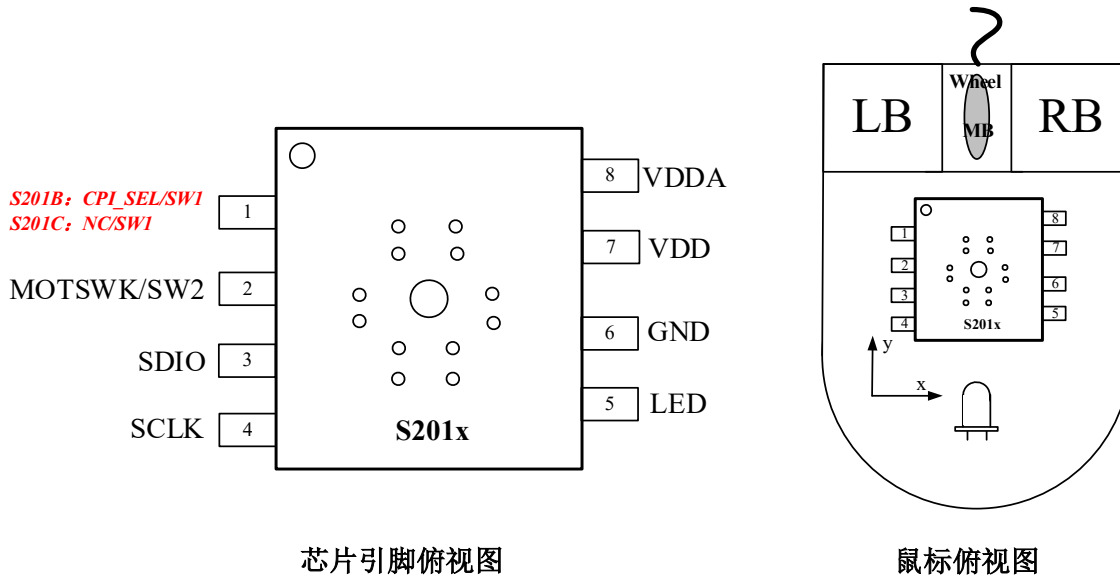 S201B：CPI_SEL/SW1
S201C：NC/SW1
1
MOTSWK/SW2
2
SDIO
3
SCLK
4
8
VDDA
7
VDD
6
GND
5
LED
S201x
芯片引脚俯视图
LB
Wheel
MB
RB
1
2
3
4
8
7
6
5
S201x
y
x
鼠标俯视图